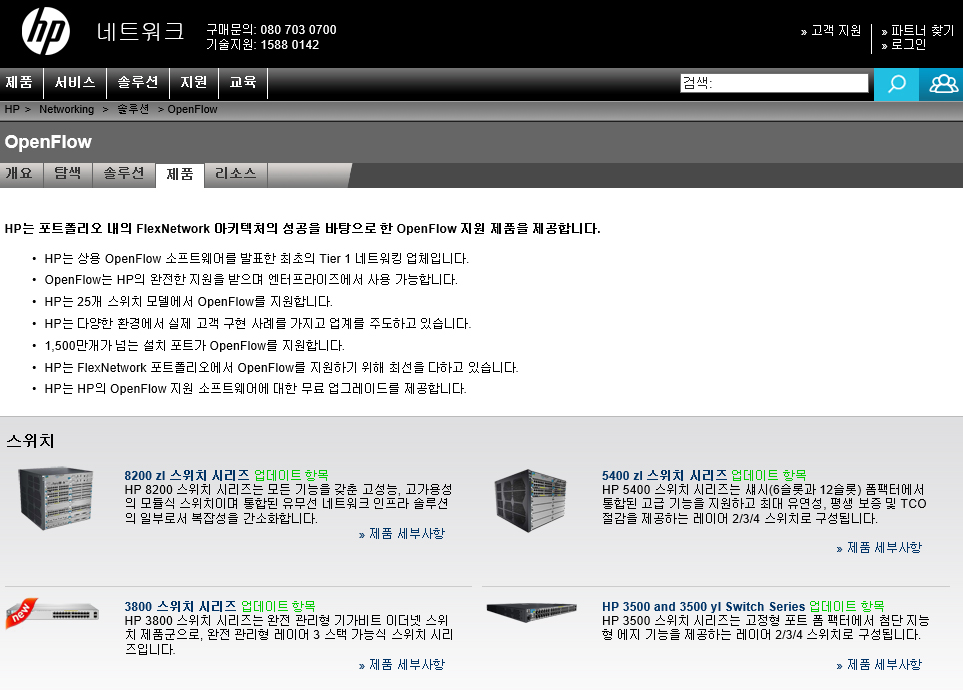 hp
네트워크
구매문의: 080 703 0700
기술지원: 1588 0142
» 고객 지원
» 파트너 찾기
» 로그인
제품 서비스 솔루션 지원 교육
검색:
HP > Networking > 솔루션 > OpenFlow
OpenFlow
개요 탐색 솔루션 제품 리소스
HP는 포트폴리오 내의 FlexNetwork 아키텍처의 성공을 바탕으로 한 OpenFlow 지원 제품을 제공합니다.
• HP는 상용 OpenFlow 소프트웨어를 발표한 최초의 Tier 1 네트워킹 업체입니다.
• OpenFlow는 HP의 완전한 지원을 받으며 엔터프라이즈에서 사용 가능합니다.
• HP는 25개 스위치 모델에서 OpenFlow를 지원합니다.
• HP는 다양한 환경에서 실제 고객 구현 사례를 가지고 업계를 주도하고 있습니다.
• 1,500만개가 넘는 설치 포트가 OpenFlow를 지원합니다.
• HP는 FlexNetwork 포트폴리오에서 OpenFlow를 지원하기 위해 최선을 다하고 있습니다.
• HP는 HP의 OpenFlow 지원 소프트웨어에 대한 무료 업그레이드를 제공합니다.
스위치
8200 zl 스위치 시리즈 업데이트 항목
HP 8200 스위치 시리즈는 모든 기능을 갖춘 고성능, 고가용성
의 모듈식 스위치이며 통합된 유무선 네트워크 인프라 솔루션
의 일부로서 복잡성을 간소화합니다.
» 제품 세부사항
5400 zl 스위치 시리즈 업데이트 항목
HP 5400 스위치 시리즈는 섀시(6슬롯과 12슬롯) 폼팩터에서
통합된 고급 기능을 지원하고 최대 유연성, 평생 보증 및 TCO
절감을 제공하는 레이어 2/3/4 스위치로 구성됩니다.
» 제품 세부사항
new
3800 스위치 시리즈 업데이트 항목
HP 3800 스위치 시리즈는 완전 관리형 기가비트 이더넷 스위
치 제품군으로, 완전 관리형 레이어 3 스택 가능식 스위치 시리
즈입니다.
» 제품 세부사항
HP 3500 and 3500 yl Switch Series 업데이트 항목
HP 3500 스위치 시리즈는 고정형 포트 폼 팩터에서 첨단 지능
형 에지 기능을 제공하는 레이어 2/3/4 스위치로 구성됩니다.
» 제품 세부사항